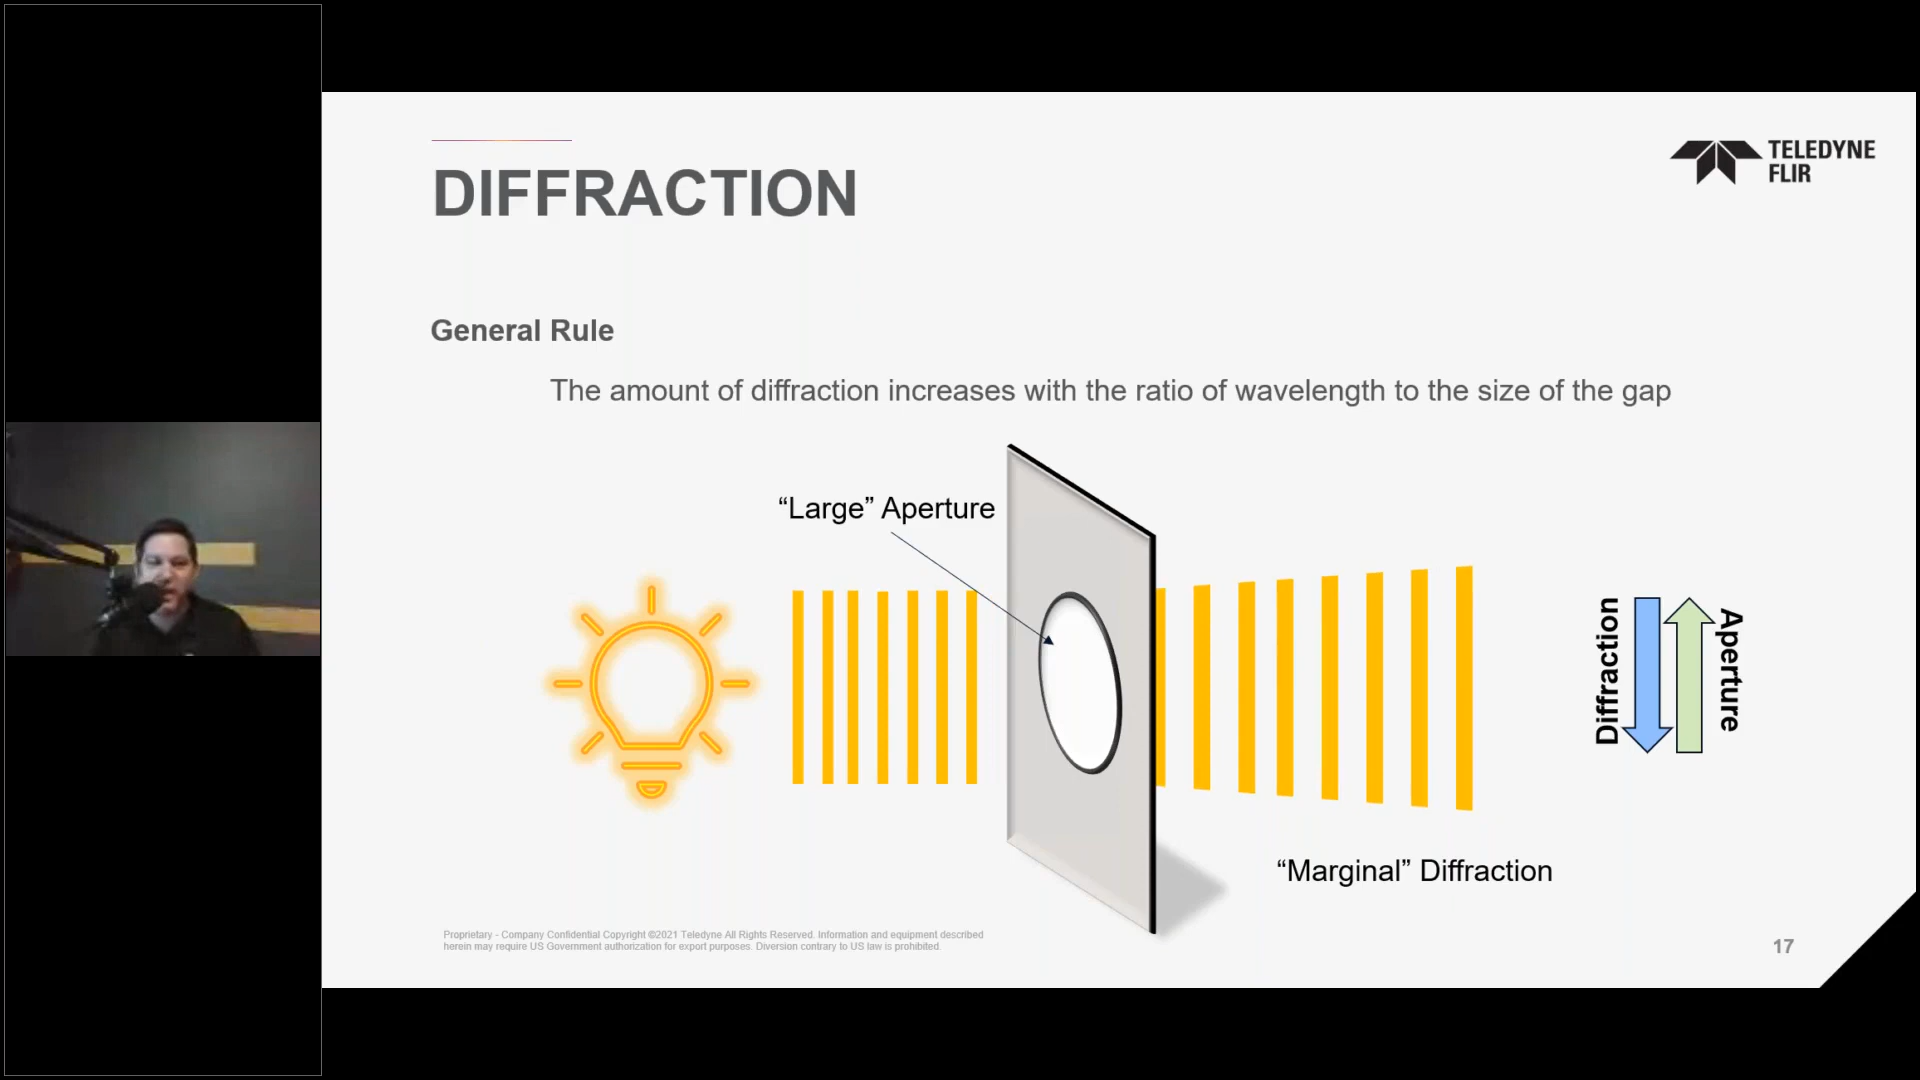 TELEDYNE
FLIR
DIFFRACTION
General Rule
The amount of diffraction increases with the ratio of wavelength to the size of the gap
“Large” Aperture
Diffraction
Aperture
“Marginal” Diffraction
Proprietary - Company Confidential Copyright ©2021 Teledyne All Rights Reserved. Information and equipment described
herein may require US Government authorization for export purposes. Diversion contrary to US law is prohibited.
17